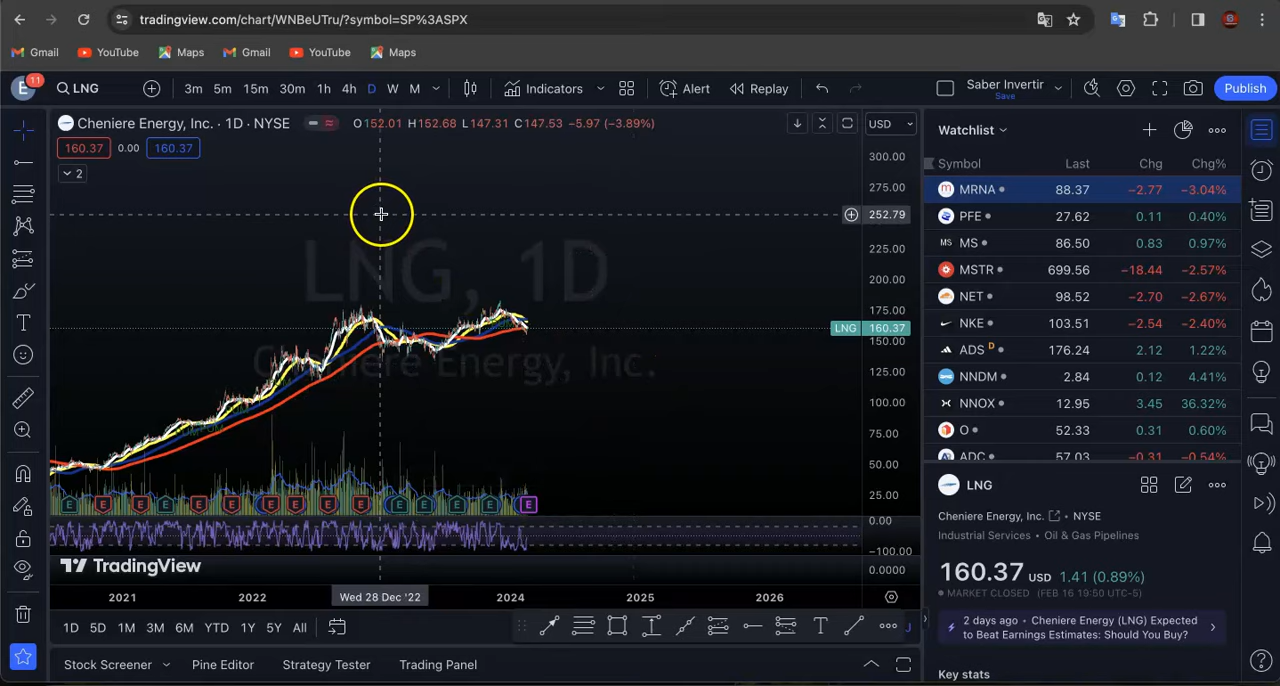 tradingview.com/chart/WNBeUTru/?symbol=SP%3ASPX
Gmail YouTube Maps Gmail YouTube Maps
E 11 LNG 3m 5m 15m 30m 1h 4h D W M Indicators Alert Replay Saber Invertir Save Publish
Cheniere Energy, Inc. · 1D · NYSE O152.01 H152.68 L147.31 C147.53 −5.97 (−3.89%) USD
160.37 0.00 160.37
2
300.00
275.00
252.79
225.00
200.00
175.00
LNG 160.37
150.00
125.00
100.00
75.00
50.00
25.00
0.00
−100.00
0.0000
LNG, 1D
Cheniere Energy, Inc.
E E E E E E E E E E E E E E
TradingView
2021 2022 Wed 28 Dec '22 2024 2025 2026
1D 5D 1M 3M 6M YTD 1Y 5Y All
Stock Screener Pine Editor Strategy Tester Trading Panel
Watchlist
Symbol Last Chg Chg%
MRNA 88.37 −2.77 −3.04%
PFE 27.62 0.11 0.40%
MS 86.50 0.83 0.97%
MSTR 699.56 −18.44 −2.57%
NET 98.52 −2.70 −2.67%
NKE 103.51 −2.54 −2.40%
ADS D 176.24 2.12 1.22%
NNDM 2.84 0.12 4.41%
NNOX 12.95 3.45 36.32%
O 52.33 0.31 0.60%
ADC 57.03 −0.31 −0.54%
LNG
Cheniere Energy, Inc. NYSE
Industrial Services • Oil & Gas Pipelines
160.37 USD 1.41 (0.89%)
MARKET CLOSED (FEB 16 19:50 UTC-5)
2 days ago • Cheniere Energy (LNG) Expected
to Beat Earnings Estimates: Should You Buy?
Key stats